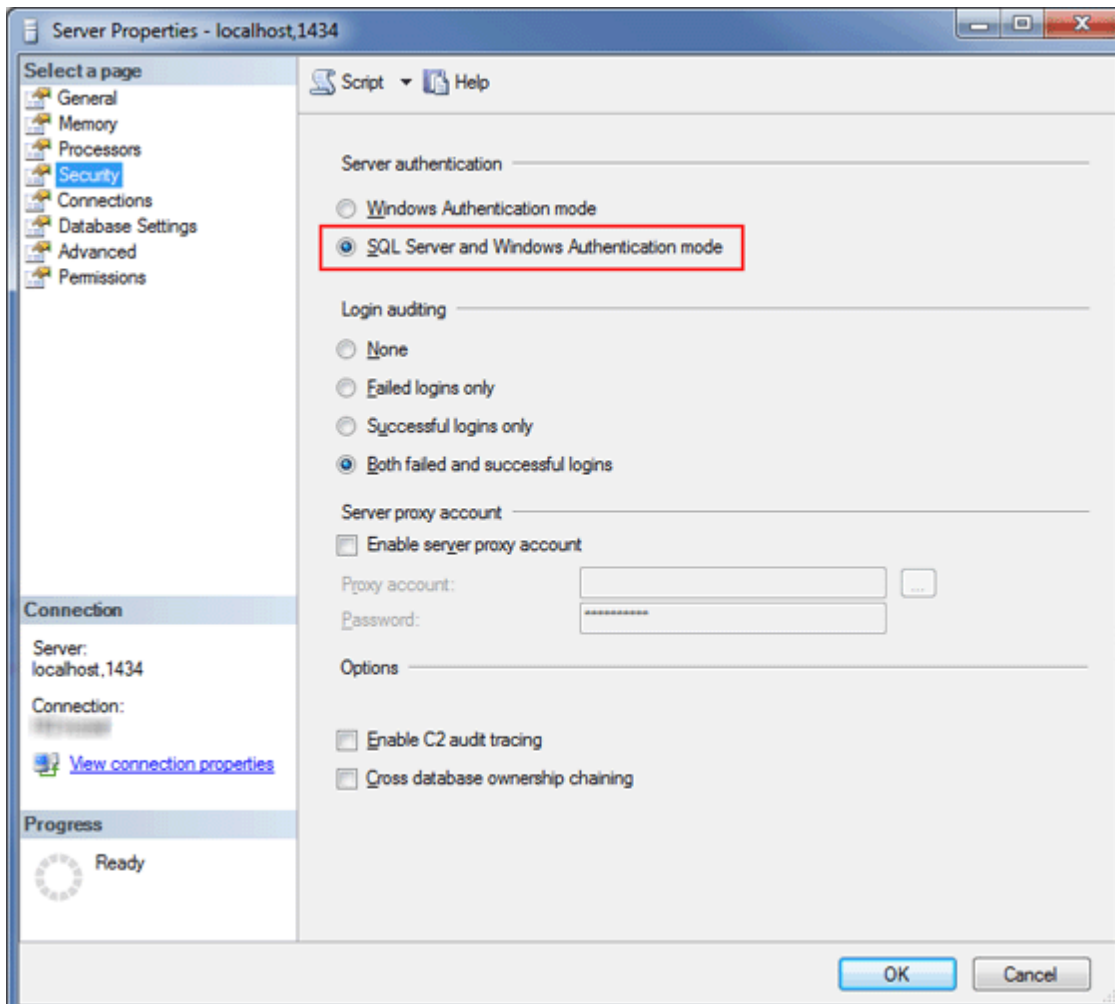 Server Properties - localhost,1434
Select a page
General
Memory
Processors
Security
Connections
Database Settings
Advanced
Permissions
Connection
Server:
localhost,1434
Connection:
View connection properties
Progress
Ready
Script
Help
Server authentication
Windows Authentication mode
SQL Server and Windows Authentication mode
Login auditing
None
Failed logins only
Successful logins only
Both failed and successful logins
Server proxy account
Enable server proxy account
Proxy account:
...
Password:
**********
Options
Enable C2 audit tracing
Cross database ownership chaining
OK
Cancel